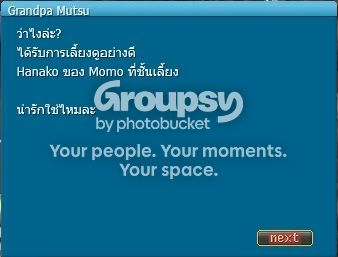 Grandpa Mutsu
ว่าไงล่ะ?
ได้รับการเลี้ยงดูอย่างดี
Hanako ของ Momo ที่ชั้นเลี้ยง
น่ารักใช้ไหมละ
Groupsy
by photobucket
Your people. Your moments.
Your space.
next